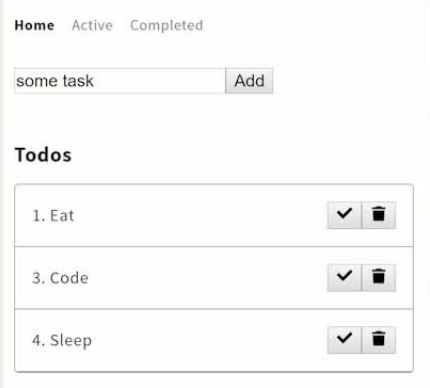 Home Active Completed
some task Add
Todos
1. Eat
3. Code
4. Sleep